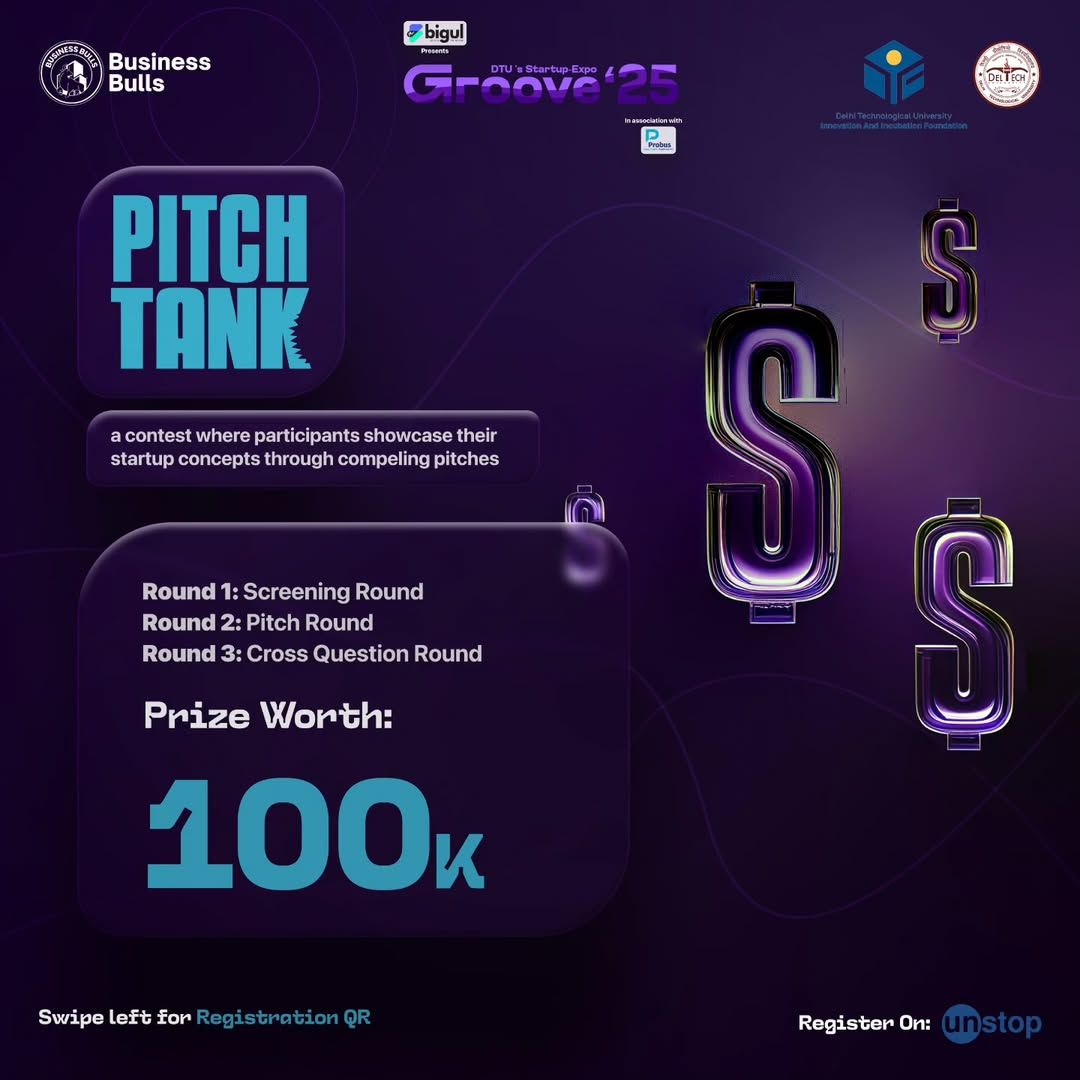 BUSINESS BULLS
Business
Bulls
bigul
Presents
DTU 's Startup-Expo
Groove '25
In association with
Probus
Delhi Technological University
Innovation And Incubation Foundation
DELTECH
PITCH
TANK
a contest where participants showcase their
startup concepts through compeling pitches
Round 1: Screening Round
Round 2: Pitch Round
Round 3: Cross Question Round
Prize Worth:
100K
Swipe left for Registration QR
Register On: unstop